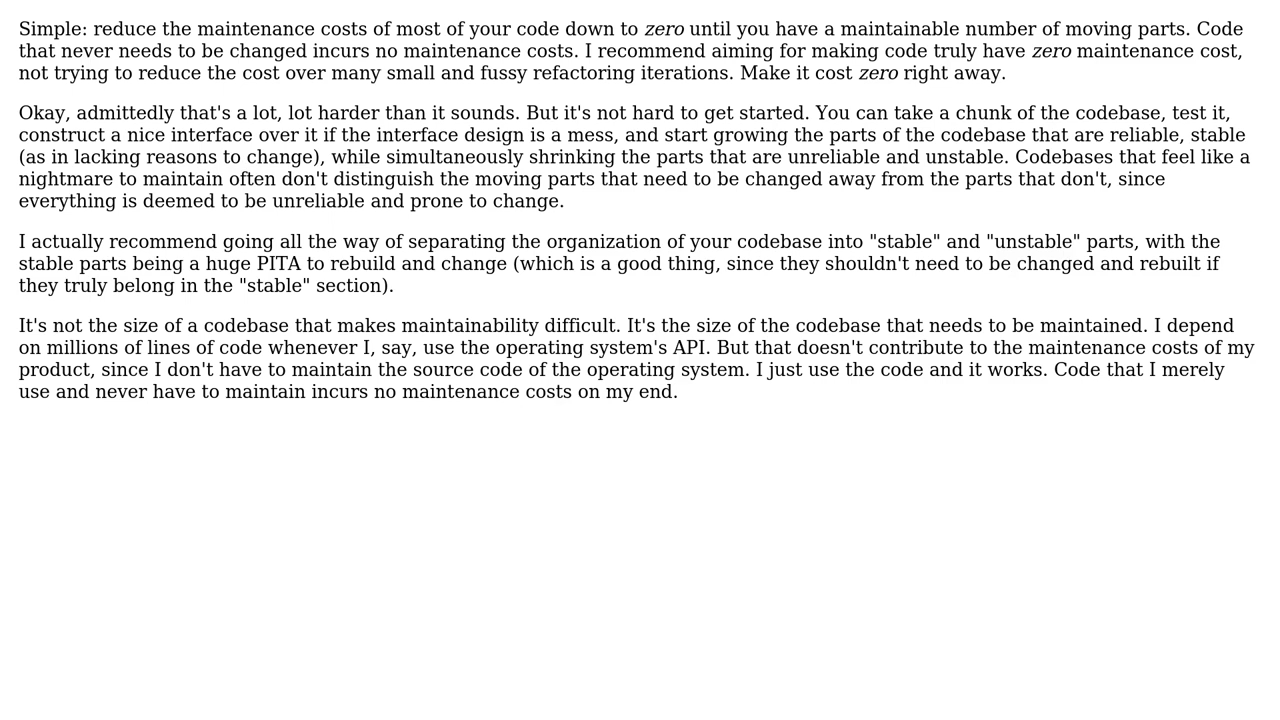 Simple: reduce the maintenance costs of most of your code down to zero until you have a maintainable number of moving parts. Code
that never needs to be changed incurs no maintenance costs. I recommend aiming for making code truly have zero maintenance cost,
not trying to reduce the cost over many small and fussy refactoring iterations. Make it cost zero right away.
Okay, admittedly that's a lot, lot harder than it sounds. But it's not hard to get started. You can take a chunk of the codebase, test it,
construct a nice interface over it if the interface design is a mess, and start growing the parts of the codebase that are reliable, stable
(as in lacking reasons to change), while simultaneously shrinking the parts that are unreliable and unstable. Codebases that feel like a
nightmare to maintain often don't distinguish the moving parts that need to be changed away from the parts that don't, since
everything is deemed to be unreliable and prone to change.
I actually recommend going all the way of separating the organization of your codebase into "stable" and "unstable" parts, with the
stable parts being a huge PITA to rebuild and change (which is a good thing, since they shouldn't need to be changed and rebuilt if
they truly belong in the "stable" section).
It's not the size of a codebase that makes maintainability difficult. It's the size of the codebase that needs to be maintained. I depend
on millions of lines of code whenever I, say, use the operating system's API. But that doesn't contribute to the maintenance costs of my
product, since I don't have to maintain the source code of the operating system. I just use the code and it works. Code that I merely
use and never have to maintain incurs no maintenance costs on my end.